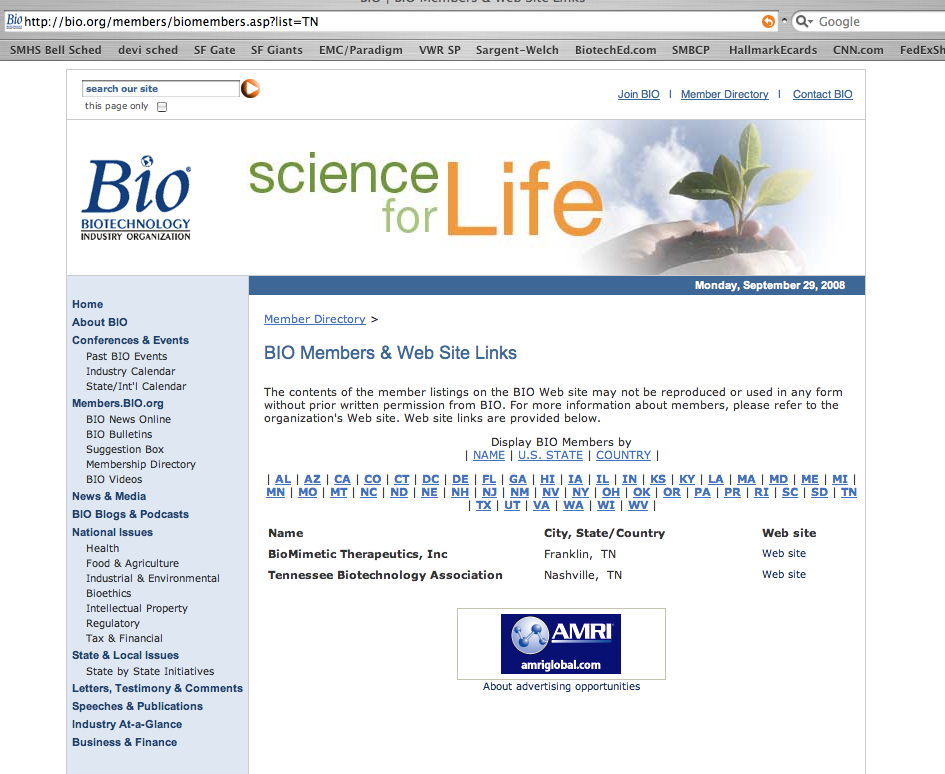 BIO | BIO Members & Web Site Links
Bio http://bio.org/members/biomembers.asp?list=TN
Google
SMHS Bell Sched devi sched SF Gate SF Giants EMC/Paradigm VWR SP Sargent-Welch BiotechEd.com SMBCP HallmarkEcards CNN.com
search our site
this page only
Join BIO | Member Directory | Contact BIO
Bio
BIOTECHNOLOGY
INDUSTRY ORGANIZATION
science
for Life
Monday, September 29, 2008
Home
About BIO
Conferences & Events
Past BIO Events
Industry Calendar
State/Int'l Calendar
Members.BIO.org
BIO News Online
BIO Bulletins
Suggestion Box
Membership Directory
BIO Videos
News & Media
BIO Blogs & Podcasts
National Issues
Health
Food & Agriculture
Industrial & Environmental
Bioethics
Intellectual Property
Regulatory
Tax & Financial
State & Local Issues
State by State Initiatives
Letters, Testimony & Comments
Speeches & Publications
Industry At-a-Glance
Business & Finance
Member Directory >
BIO Members & Web Site Links
The contents of the member listings on the BIO Web site may not be reproduced or used in any form
without prior written permission from BIO. For more information about members, please refer to the
organization's Web site. Web site links are provided below.
Display BIO Members by
| NAME | U.S. STATE | COUNTRY |
| AL | AZ | CA | CO | CT | DC | DE | FL | GA | HI | IA | IL | IN | KS | KY | LA | MA | MD | ME | MI |
MN | MO | MT | NC | ND | NE | NH | NJ | NM | NV | NY | OH | OK | OR | PA | PR | RI | SC | SD | TN
| TX | UT | VA | WA | WI | WV |
Name City, State/Country Web site
BioMimetic Therapeutics, Inc Franklin, TN Web site
Tennessee Biotechnology Association Nashville, TN Web site
AMRI
amriglobal.com
About advertising opportunities